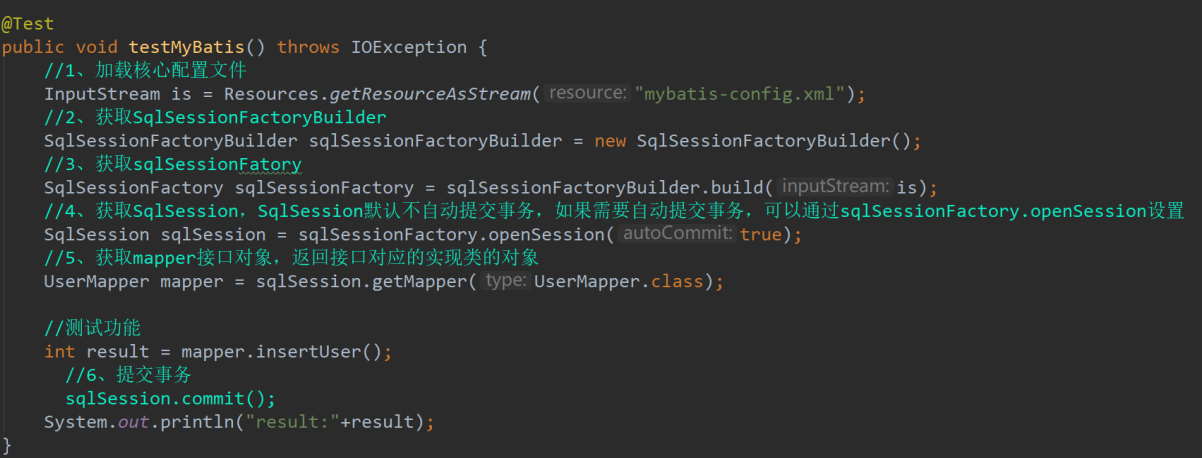 @Test
public void testMyBatis() throws IOException {
//1、加载核心配置文件
InputStream is = Resources.getResourceAsStream( resource: "mybatis-config.xml");
//2、获取SqlSessionFactoryBuilder
SqlSessionFactoryBuilder sqlSessionFactoryBuilder = new SqlSessionFactoryBuilder();
//3、获取sqlSessionFatory
SqlSessionFactory sqlSessionFactory = sqlSessionFactoryBuilder.build( inputStream: is);
//4、获取SqlSession，SqlSession默认不自动提交事务，如果需要自动提交事务，可以通过sqlSessionFactory.openSession设置
SqlSession sqlSession = sqlSessionFactory.openSession( autoCommit: true);
//5、获取mapper接口对象，返回接口对应的实现类的对象
UserMapper mapper = sqlSession.getMapper( type: UserMapper.class);
//测试功能
int result = mapper.insertUser();
//6、提交事务
sqlSession.commit();
System.out.println("result:"+result);
}